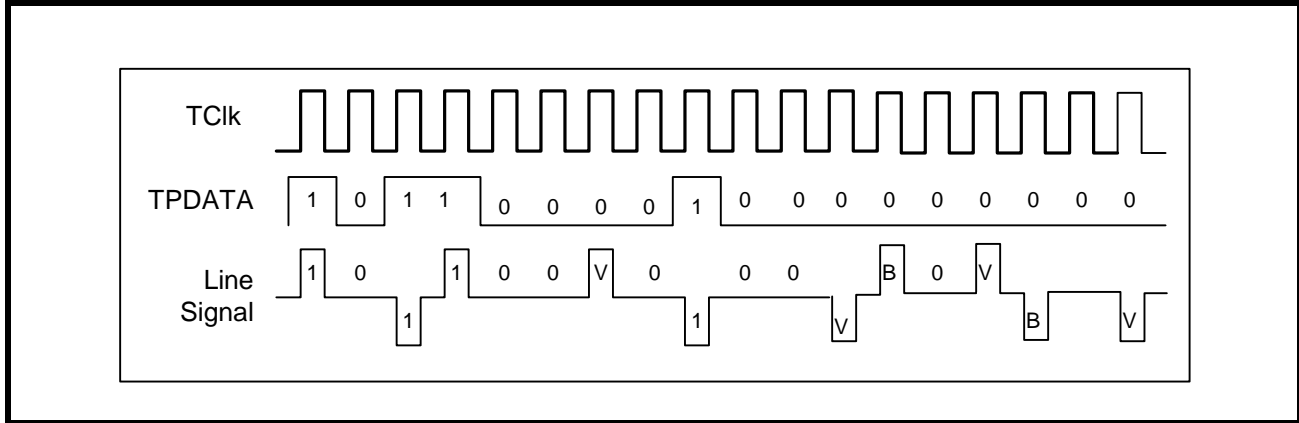 TClk
TPDATA 1 0 1 1 0 0 0 0 1 0 0 0 0 0 0 0 0 0
Line Signal 1 0 1 1 0 0 V 0 1 0 0 V B 0 V B V